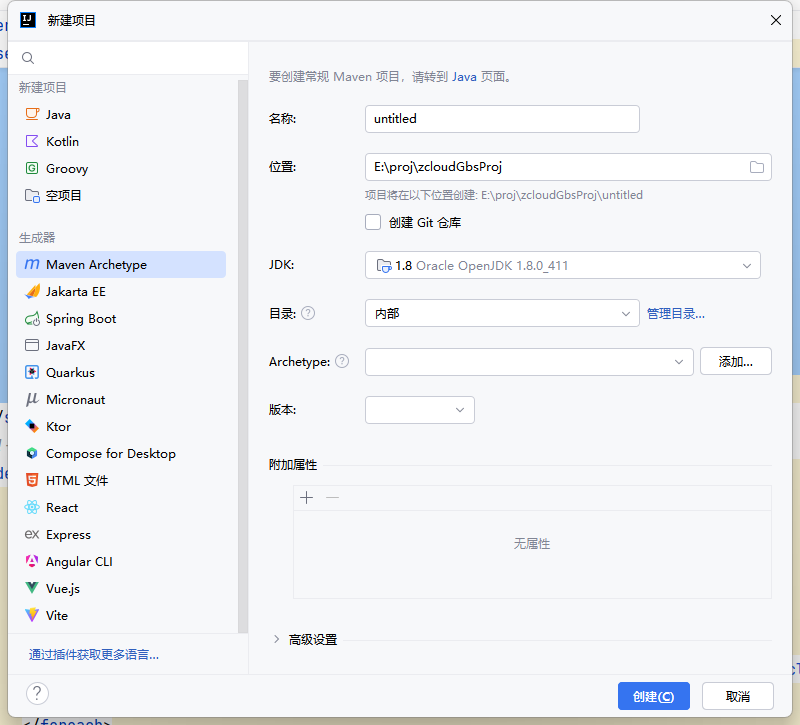 新建项目
新建项目
Java
Kotlin
Groovy
空项目
生成器
Maven Archetype
Jakarta EE
Spring Boot
JavaFX
Quarkus
Micronaut
Ktor
Compose for Desktop
HTML 文件
React
ex Express
Angular CLI
Vue.js
Vite
通过插件获取更多语言...
要创建常规 Maven 项目，请转到 Java 页面。
名称: untitled
位置: E:\proj\zcloudGbsProj
项目将在以下位置创建: E:\proj\zcloudGbsProj\untitled
创建 Git 仓库
JDK: 1.8 Oracle OpenJDK 1.8.0_411
目录: ? 内部 管理目录...
Archetype: ? 添加...
版本:
附加属性
无属性
高级设置
? 创建(C) 取消
</foreach>